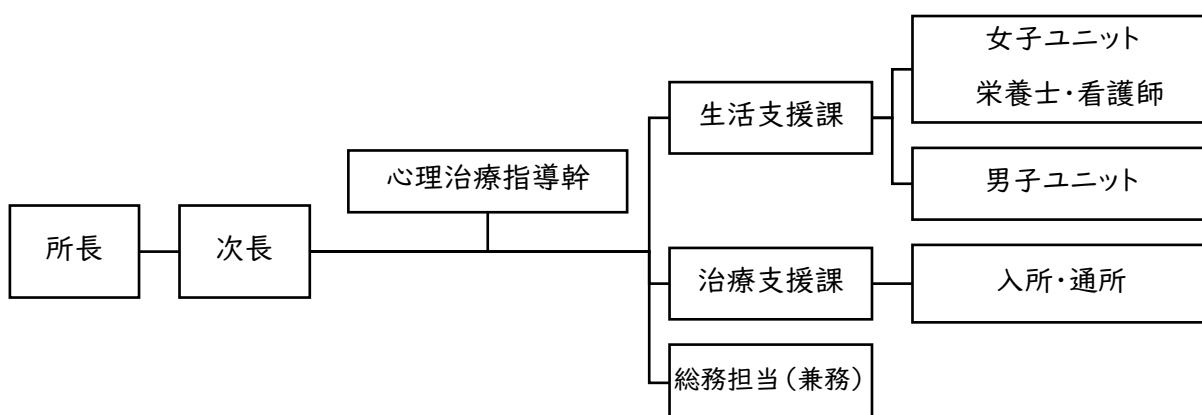 女子ユニット
栄養士・看護師
生活支援課
心理治療指導幹
男子ユニット
所長
次長
治療支援課
入所・通所
総務担当（兼務）